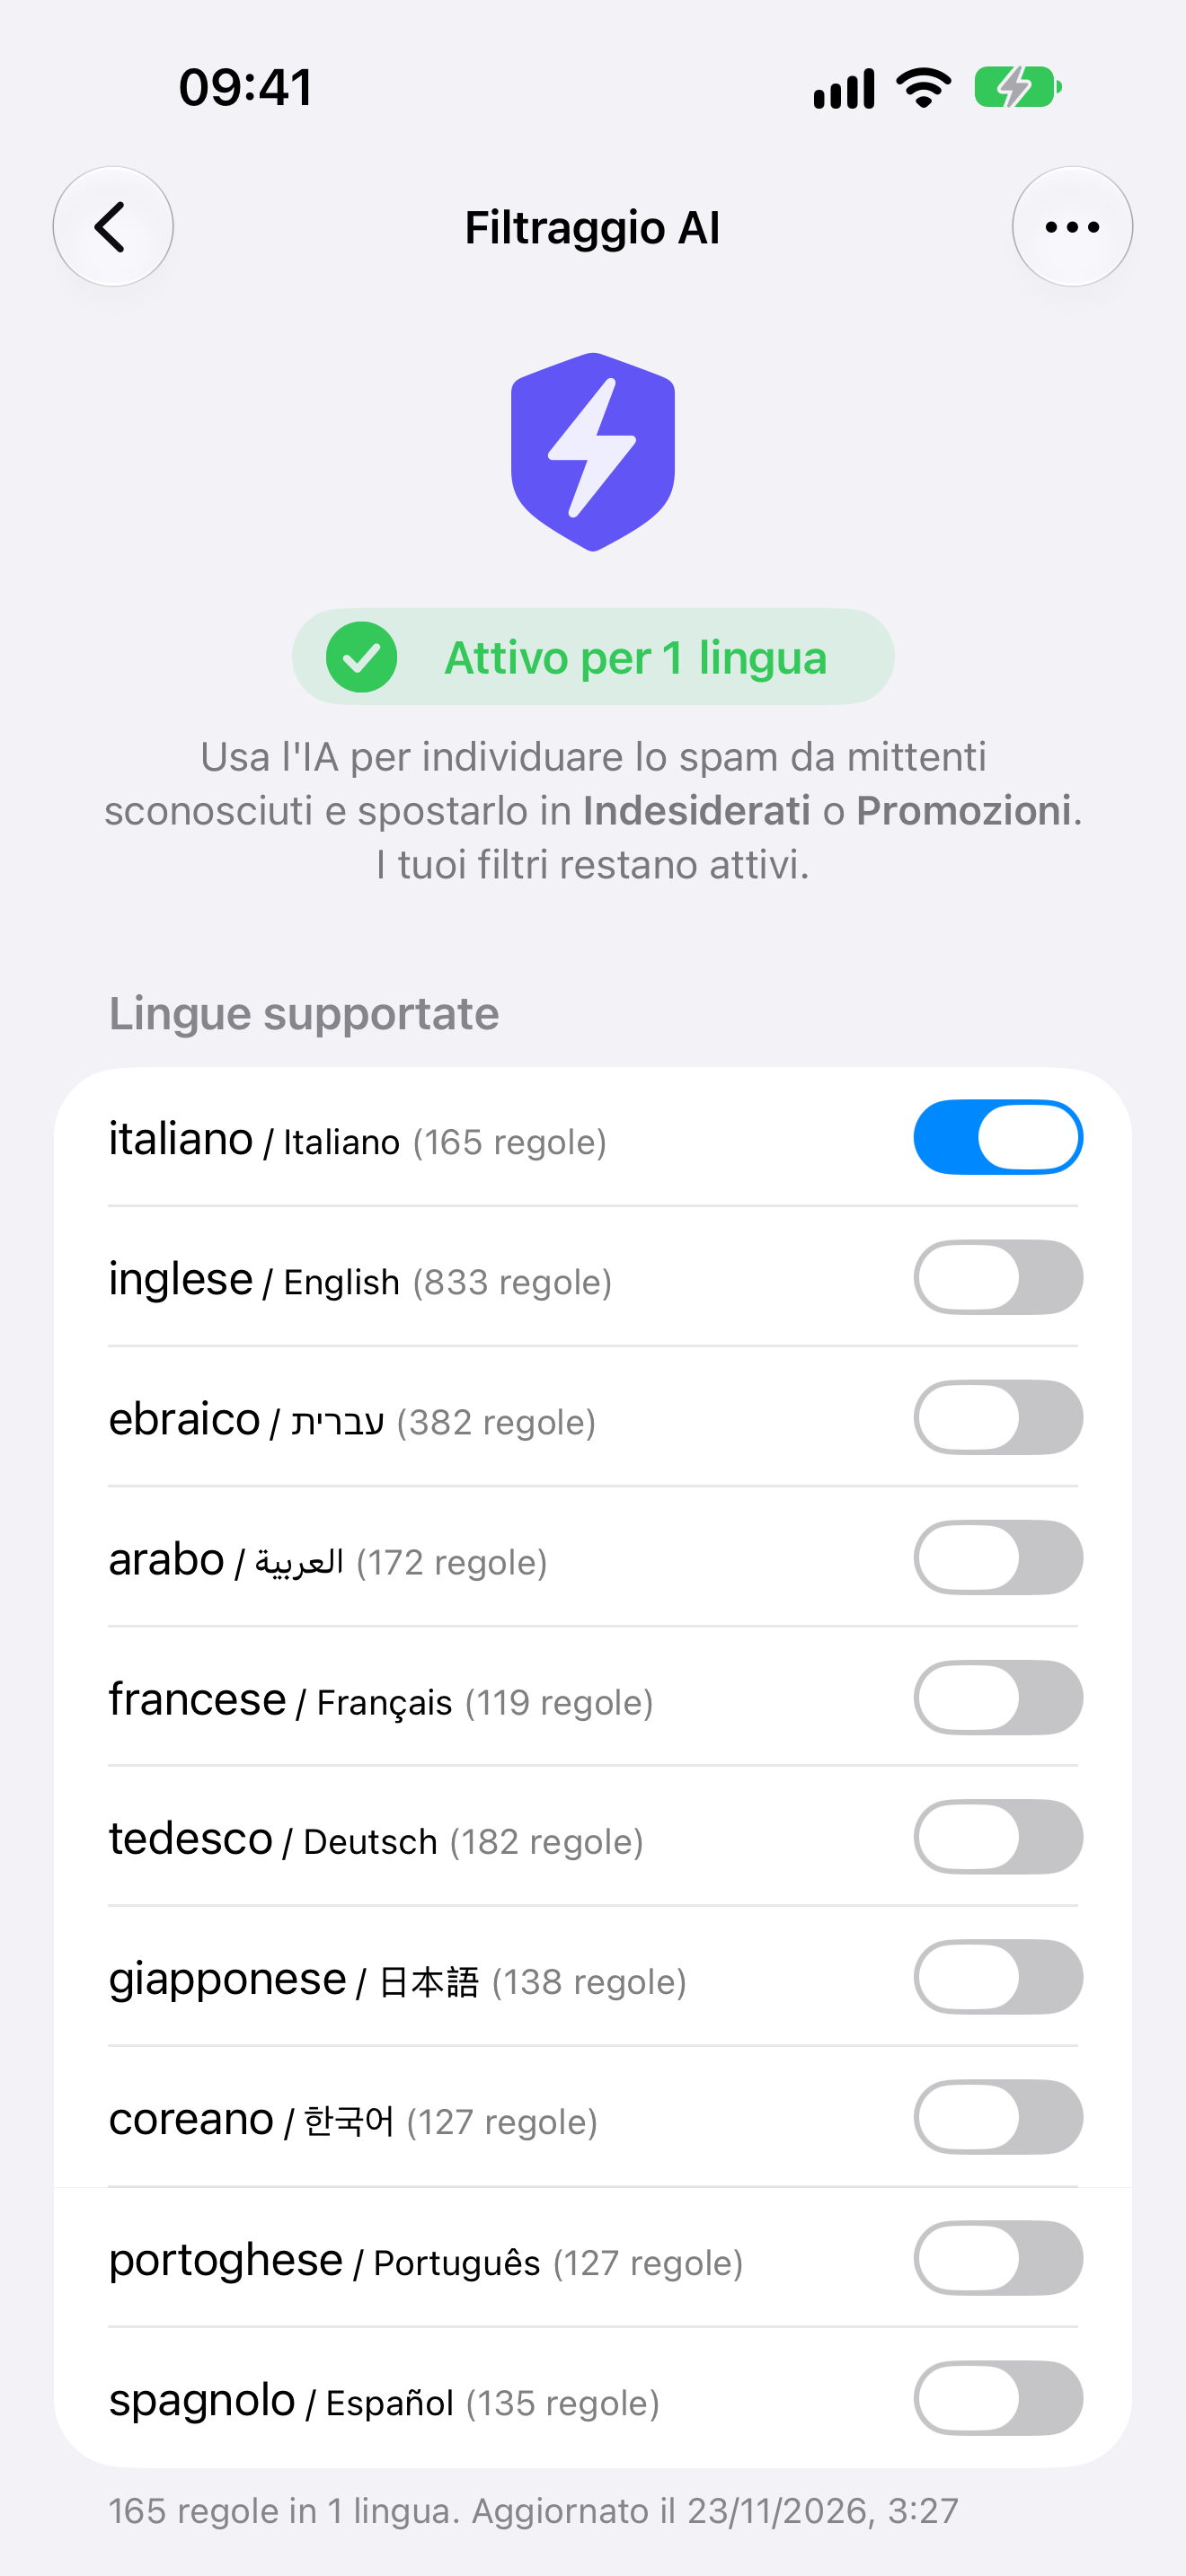 09:41
Filtraggio AI
Attivo per 1 lingua
Usa l'IA per individuare lo spam da mittenti
sconosciuti e spostarlo in Indesiderati o Promozioni.
I tuoi filtri restano attivi.
Lingue supportate
italiano / Italiano (165 regole)
inglese / English (833 regole)
ebraico / עברית (382 regole)
arabo / العربية (172 regole)
francese / Français (119 regole)
tedesco / Deutsch (182 regole)
giapponese / 日本語 (138 regole)
coreano / 한국어 (127 regole)
portoghese / Português (127 regole)
spagnolo / Español (135 regole)
165 regole in 1 lingua. Aggiornato il 23/11/2026, 3:27